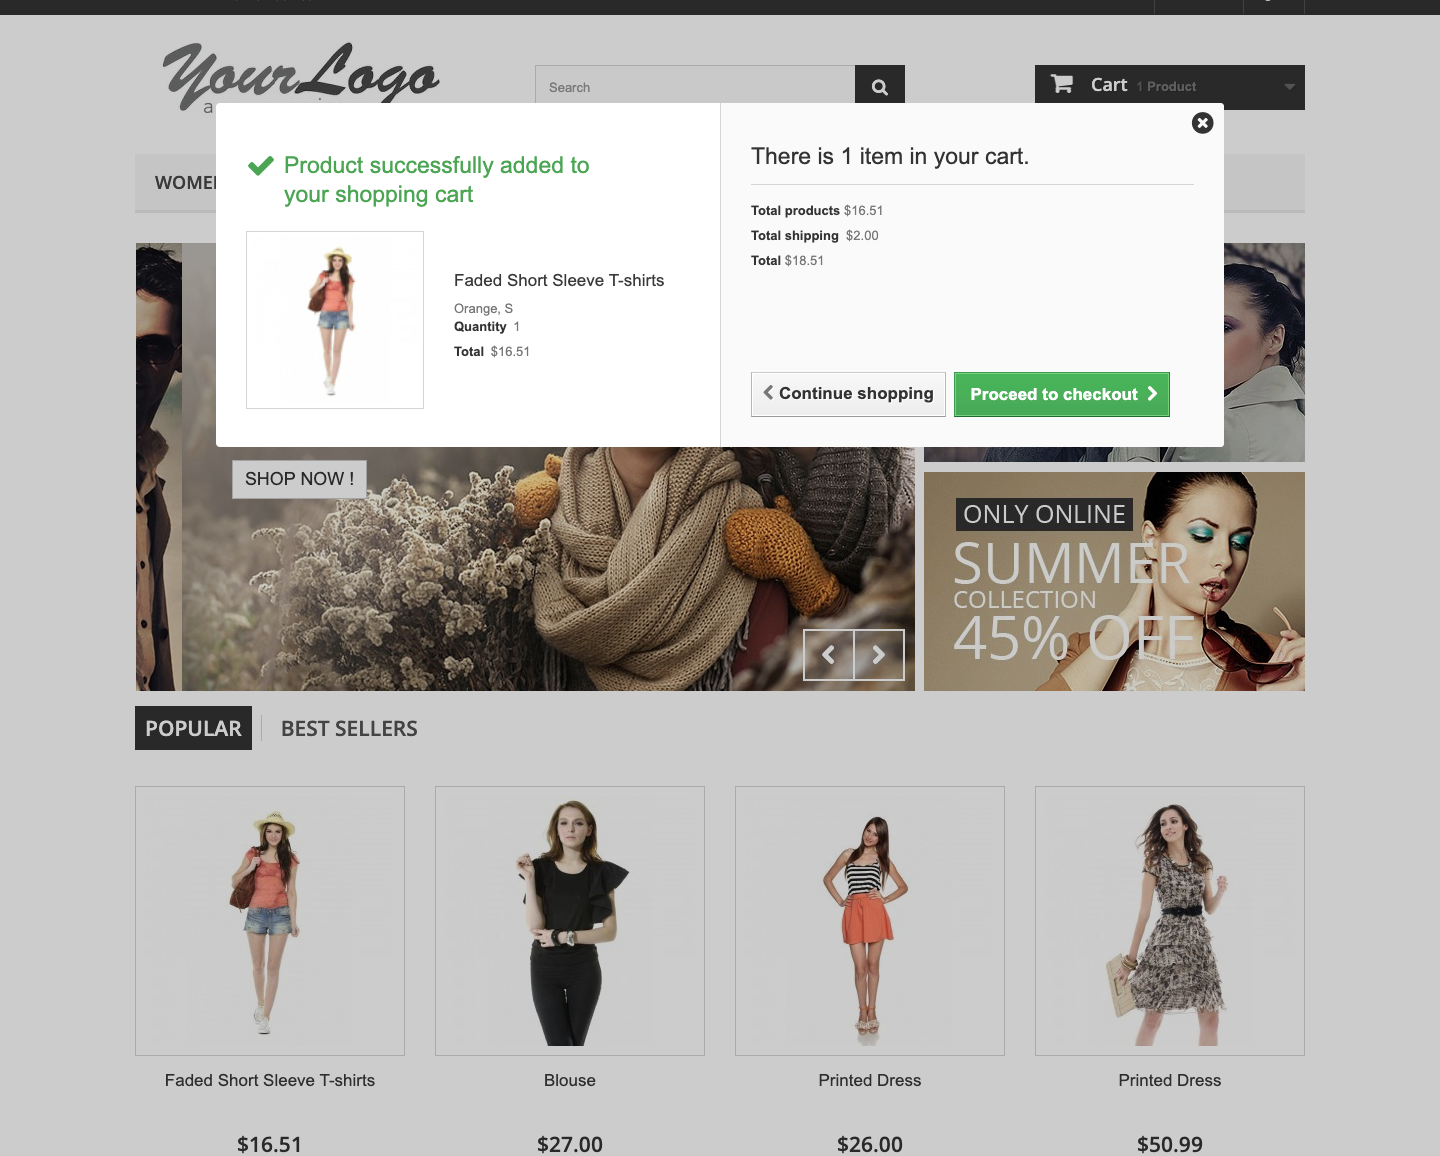 YourLogo
a
Search
Cart 1 Product
Product successfully added to
your shopping cart
Faded Short Sleeve T-shirts
Orange, S
Quantity 1
Total $16.51
There is 1 item in your cart.
Total products $16.51
Total shipping $2.00
Total $18.51
Continue shopping
Proceed to checkout
SHOP NOW !
ONLY ONLINE
SUMMER
COLLECTION
45% OFF
POPULAR
BEST SELLERS
Faded Short Sleeve T-shirts
Blouse
Printed Dress
Printed Dress
$16.51
$27.00
$26.00
$50.99